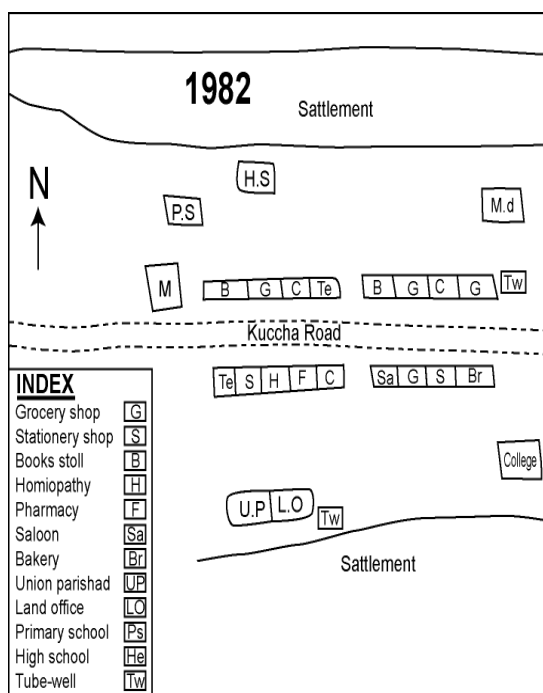 1982
Sattlement
N
H.S
P.S
M.d
M
B G C Te
B G C G
Tw
Kuccha Road
Te S H F C
Sa G S Br
College
U.P L.O
Tw
Sattlement
INDEX
Grocery shop G
Stationery shop S
Books stoll B
Homiopathy H
Pharmacy F
Saloon Sa
Bakery Br
Union parishad UP
Land office LO
Primary school Ps
High school He
Tube-well Tw